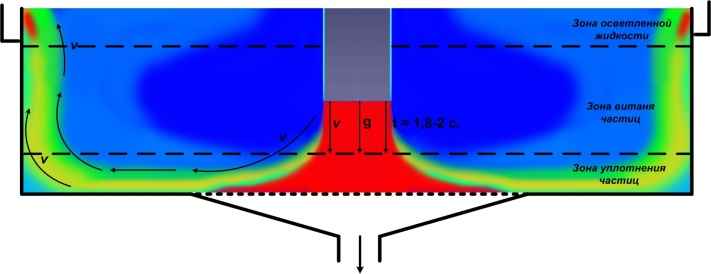 Зона осветленной
жидкости
v
Зона витаня
частиц
v
v
g
t = 1,8-2 с.
v
Зона уплотнения
частиц